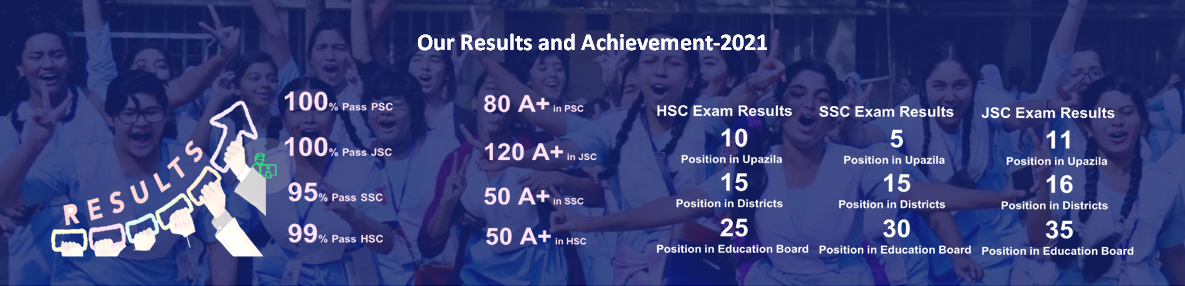 Our Results and Achievement-2021
RESULTS
100% Pass PSC
100% Pass JSC
95% Pass SSC
99% Pass HSC
80 A+ in PSC
120 A+ in JSC
50 A+ in SSC
50 A+ in HSC
HSC Exam Results
10
Position in Upazila
15
Position in Districts
25
Position in Education Board
SSC Exam Results
5
Position in Upazila
15
Position in Districts
30
Position in Education Board
JSC Exam Results
11
Position in Upazila
16
Position in Districts
35
Position in Education Board